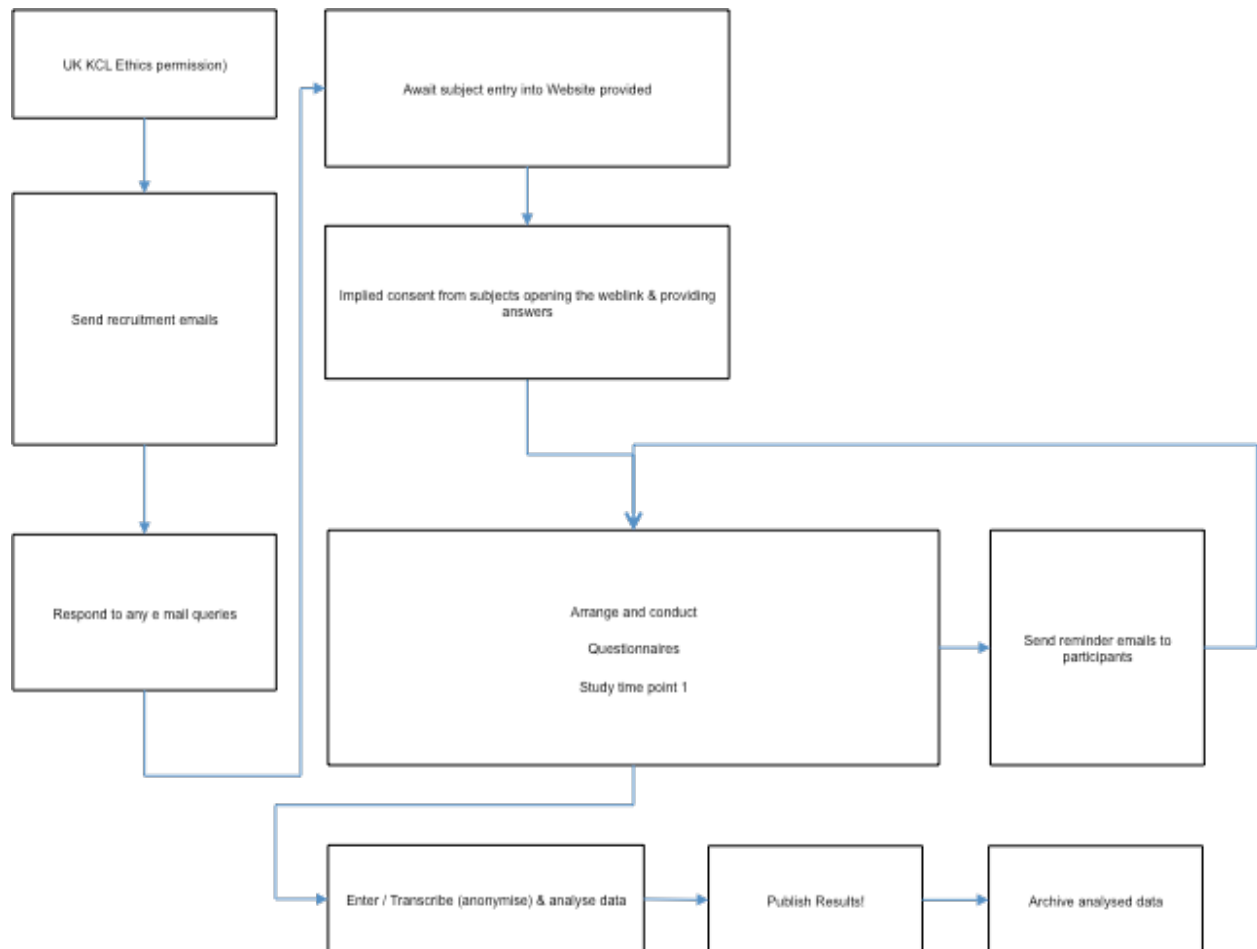 UK KCL Ethics permission)
Send recruitment emails
Respond to any e mail queries
Await subject entry into Website provided
Implied consent from subjects opening the weblink & providing
answers
Arrange and conduct
Questionnaires
Study time point 1
Send reminder emails to
participants
Enter / Transcribe (anonymise) & analyse data
Publish Results!
Archive analysed data